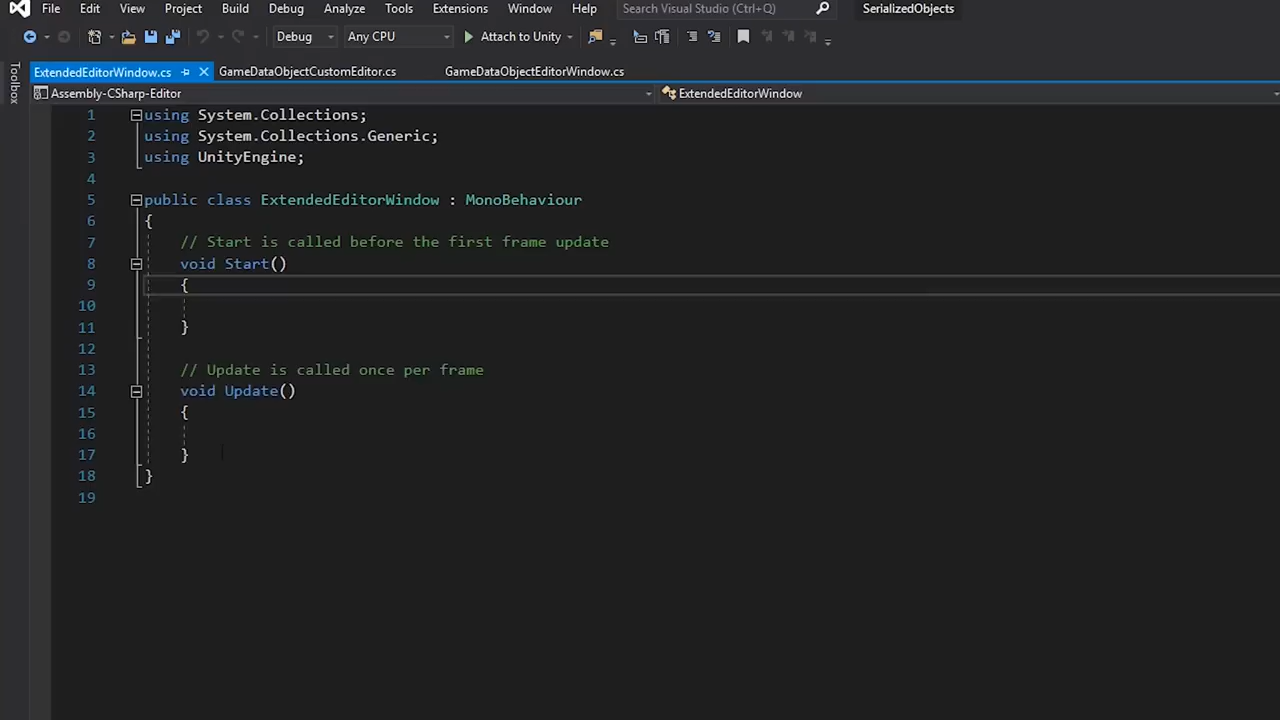 File Edit View Project Build Debug Analyze Tools Extensions Window Help Search Visual Studio (Ctrl+Q) SerializedObjects
Debug Any CPU Attach to Unity
ExtendedEditorWindow.cs GameDataObjectCustomEditor.cs GameDataObjectEditorWindow.cs
Toolbox
Assembly-CSharp-Editor ExtendedEditorWindow
1 using System.Collections;
2 using System.Collections.Generic;
3 using UnityEngine;
4
5 public class ExtendedEditorWindow : MonoBehaviour
6 {
7 // Start is called before the first frame update
8 void Start()
9 {
10
11 }
12
13 // Update is called once per frame
14 void Update()
15 {
16
17 }
18 }
19